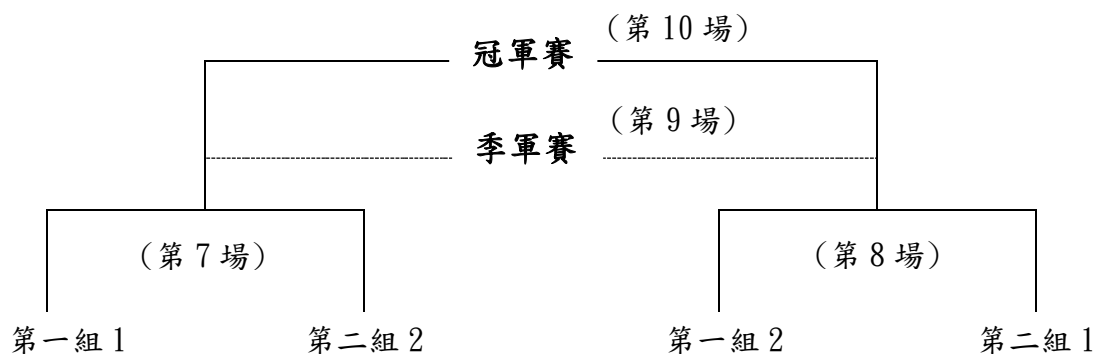 （第 10 場）
冠軍賽
（第 9 場）
季軍賽
（第 7 場）
（第 8 場）
第一組 1
第二組 2
第一組 2
第二組 1